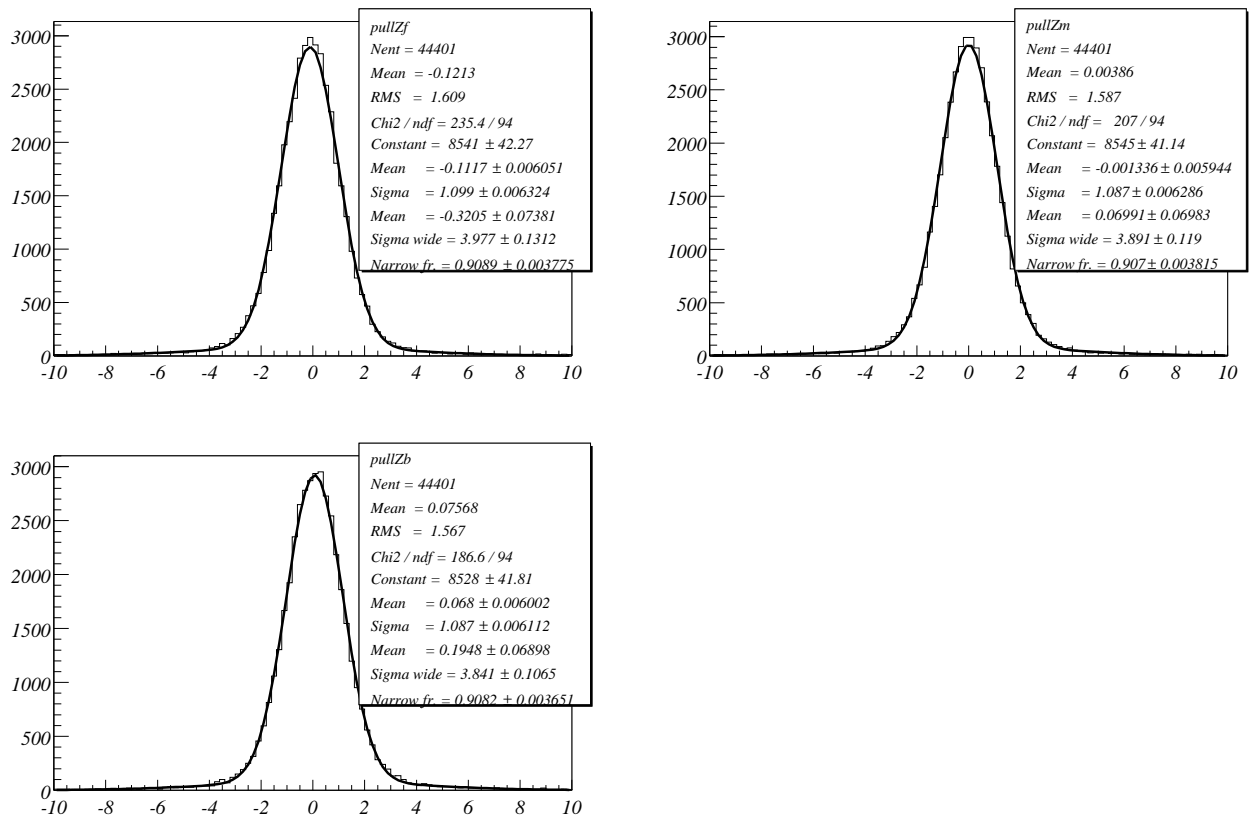 pullZf
Nent = 44401
Mean = -0.1213
RMS = 1.609
Chi2 / ndf = 235.4 / 94
Constant = 8541 ± 42.27
Mean = -0.1117 ± 0.006051
Sigma = 1.099 ± 0.006324
Mean = -0.3205 ± 0.07381
Sigma wide = 3.977 ± 0.1312
Narrow fr. = 0.9089 ± 0.003775
3000
2500
2000
1500
1000
500
0
-10 -8 -6 -4 -2 0 2 4 6 8 10
pullZm
Nent = 44401
Mean = 0.00386
RMS = 1.587
Chi2 / ndf = 207 / 94
Constant = 8545 ± 41.14
Mean = -0.001336 ± 0.005944
Sigma = 1.087 ± 0.006286
Mean = 0.06991 ± 0.06983
Sigma wide = 3.891 ± 0.119
Narrow fr. = 0.907 ± 0.003815
3000
2500
2000
1500
1000
500
0
-10 -8 -6 -4 -2 0 2 4 6 8 10
pullZb
Nent = 44401
Mean = 0.07568
RMS = 1.567
Chi2 / ndf = 186.6 / 94
Constant = 8528 ± 41.81
Mean = 0.068 ± 0.006002
Sigma = 1.087 ± 0.006112
Mean = 0.1948 ± 0.06898
Sigma wide = 3.841 ± 0.1065
Narrow fr. = 0.9082 ± 0.003651
3000
2500
2000
1500
1000
500
0
-10 -8 -6 -4 -2 0 2 4 6 8 10